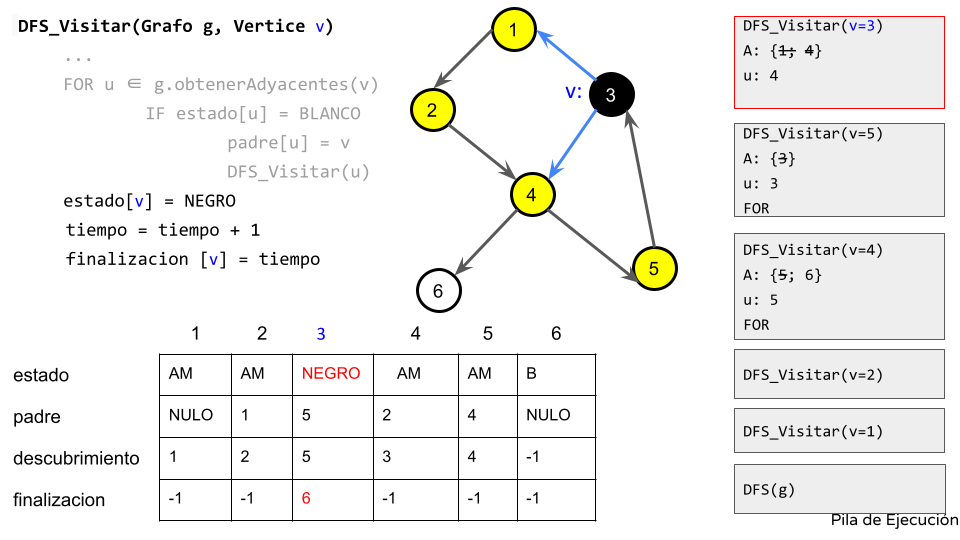 DFS_Visitar(Grafo g, Vertice v)
...
FOR u ∈ g.obtenerAdyacentes(v)
IF estado[u] = BLANCO
padre[u] = v
DFS_Visitar(u)
estado[v] = NEGRO
tiempo = tiempo + 1
finalizacion [v] = tiempo
1
2
v: 3
4
5
6
1 2 3 4 5 6
estado AM AM NEGRO AM AM B
padre NULO 1 5 2 4 NULO
descubrimiento 1 2 5 3 4 -1
finalizacion -1 -1 6 -1 -1 -1
DFS_Visitar(v=3)
A: {1; 4}
u: 4
DFS_Visitar(v=5)
A: {3}
u: 3
FOR
DFS_Visitar(v=4)
A: {5; 6}
u: 5
FOR
DFS_Visitar(v=2)
DFS_Visitar(v=1)
DFS(g)
Pila de Ejecución